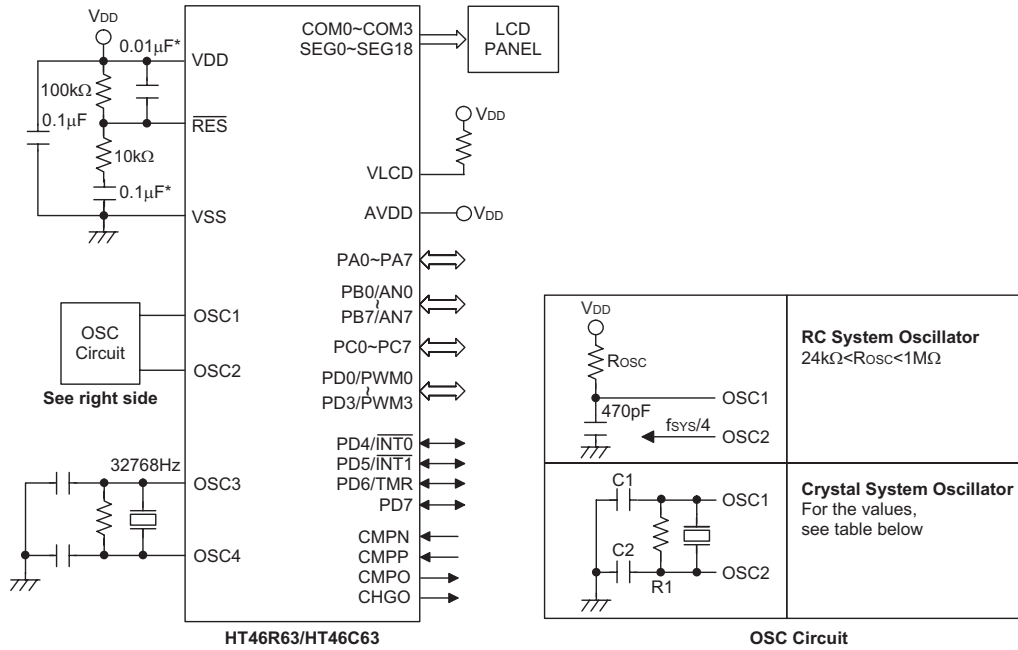 VDD
0.01μF*
VDD
100kΩ
0.1μF
RES
10kΩ
0.1μF*
VSS
OSC
Circuit
See right side
OSC1
OSC2
32768Hz
OSC3
OSC4
COM0~COM3
SEG0~SEG18
LCD
PANEL
VDD
VLCD
AVDD
VDD
PA0~PA7
PB0/AN0
~
PB7/AN7
PC0~PC7
PD0/PWM0
~
PD3/PWM3
PD4/INT0
PD5/INT1
PD6/TMR
PD7
CMPN
CMPP
CMPO
CHGO
HT46R63/HT46C63
VDD
ROSC
OSC1
470pF
fSYS/4
OSC2
RC System Oscillator
24kΩ<ROSC<1MΩ
C1
OSC1
C2
OSC2
R1
Crystal System Oscillator
For the values,
see table below
OSC Circuit